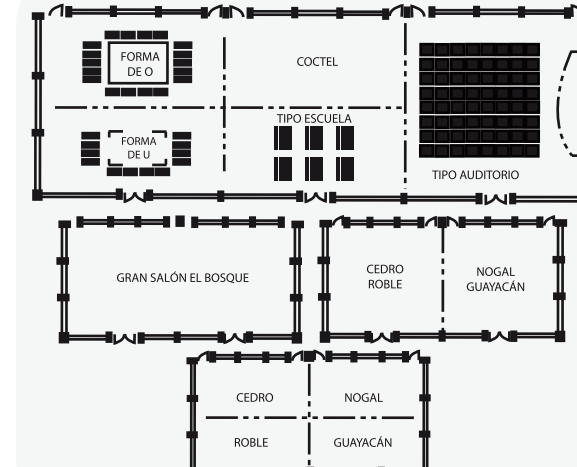 FORMA
DE O
COCTEL
TIPO ESCUELA
FORMA
DE U
TIPO AUDITORIO
GRAN SALÓN EL BOSQUE
CEDRO
ROBLE
NOGAL
GUAYACÁN
CEDRO
NOGAL
ROBLE
GUAYACÁN